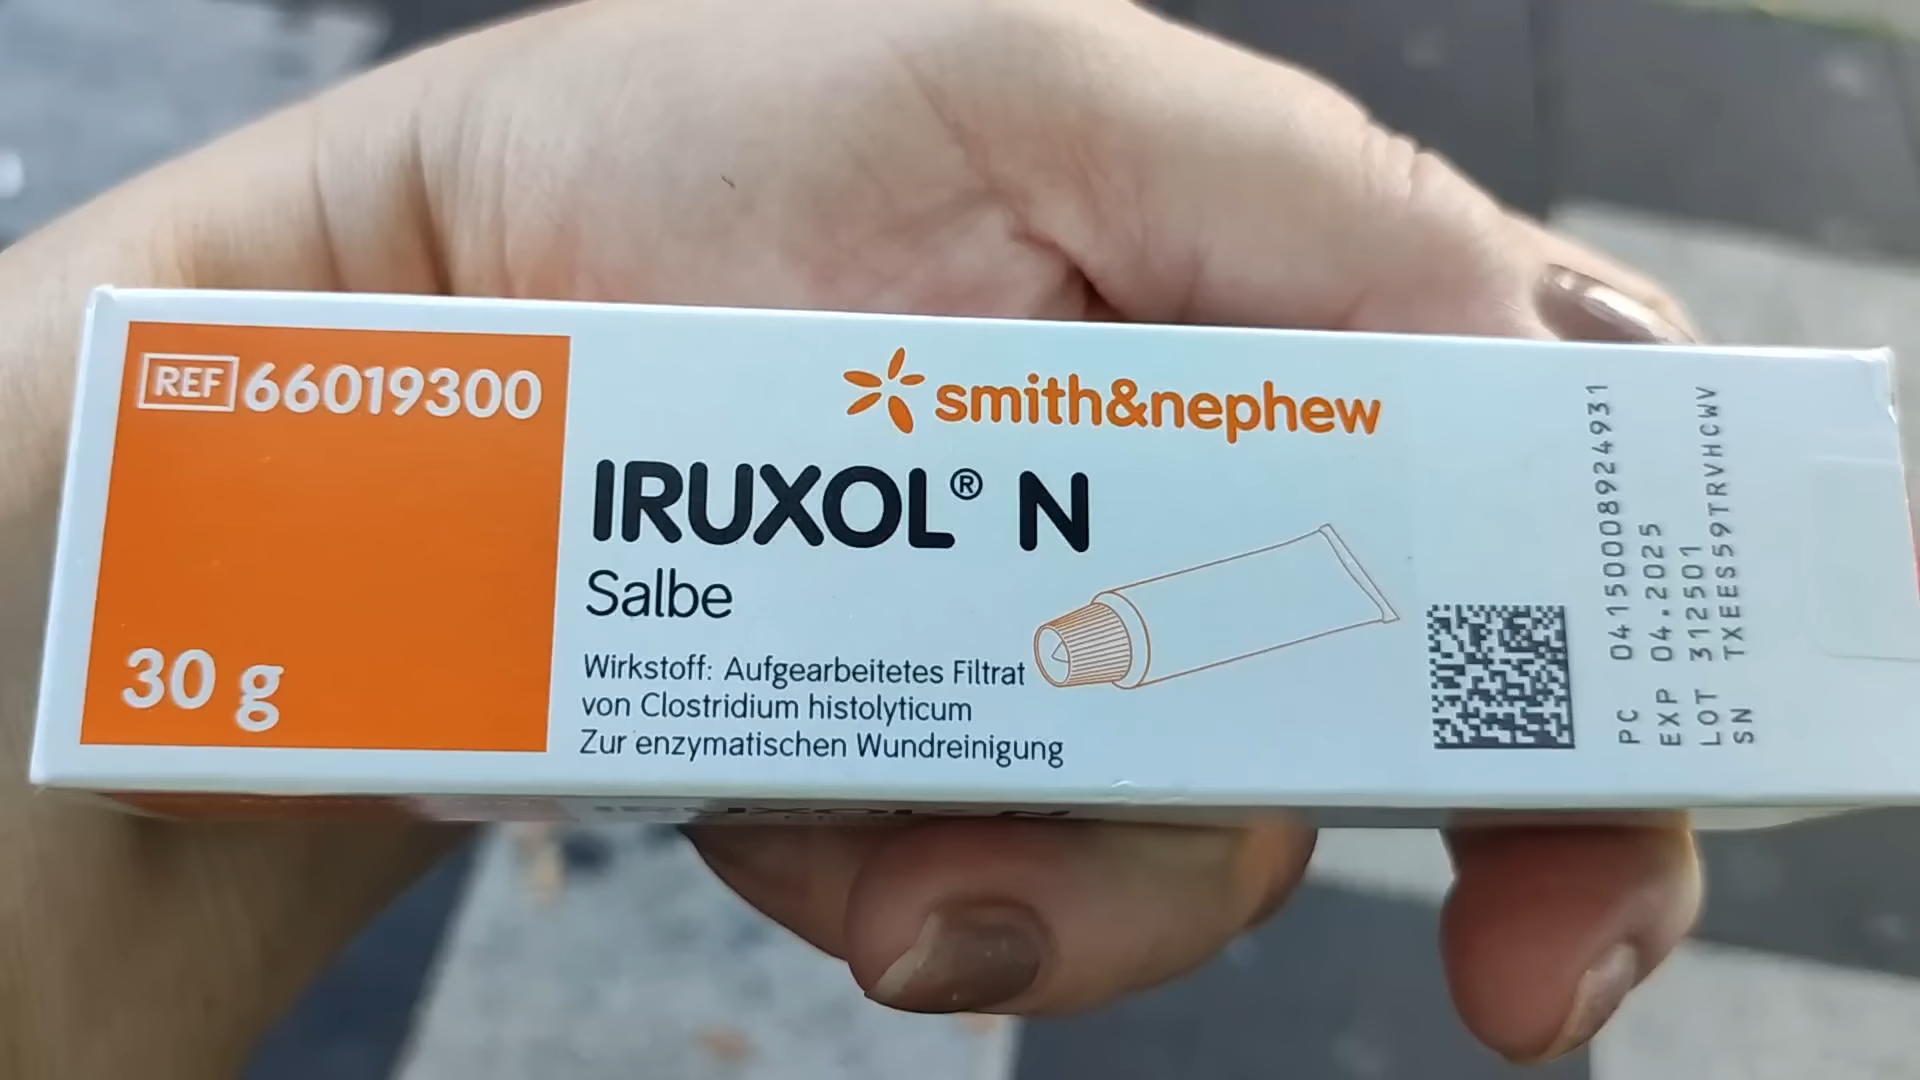 REF 66019300
30 g
smith&nephew
IRUXOL® N
Salbe
Wirkstoff: Aufgearbeitetes Filtrat
von Clostridium histolyticum
Zur enzymatischen Wundreinigung
PC 04150008924931
EXP 04.2025
LOT 312501
SN TXEES59TRVHCWV
IRUXOL® N